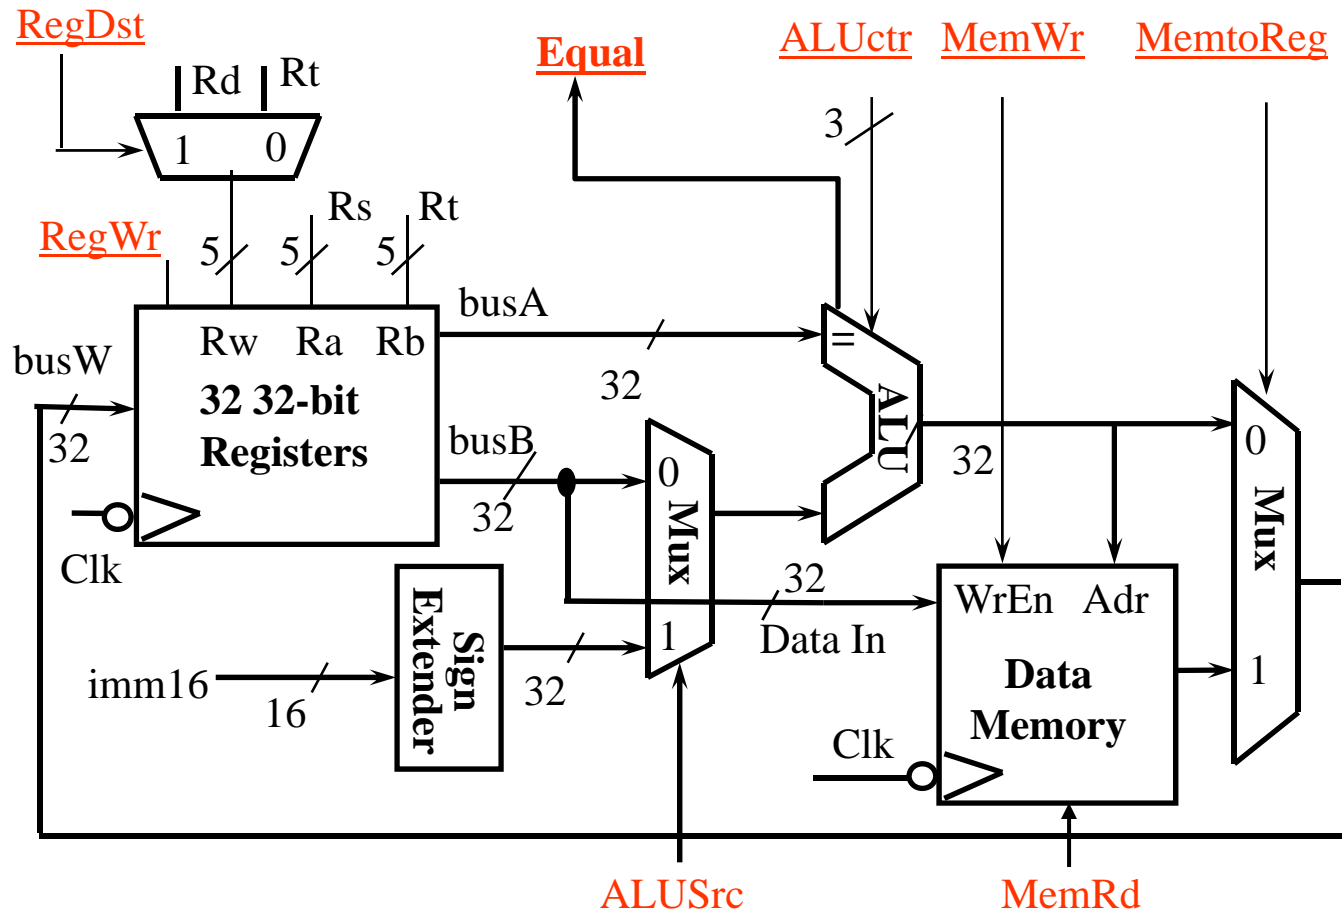 RegDst
Equal
ALUctr
MemWr
MemtoReg
Rd
Rt
1
0
3
Rs
Rt
RegWr
5
5
5
busA
Rw
Ra
Rb
=
busW
32
32 32-bit
Registers
32
ALU
busB
32
0
Mux
1
32
0
Mux
1
Clk
Sign
Extender
32
WrEn
Adr
Data In
imm16
16
32
Data
Memory
Clk
ALUSrc
MemRd